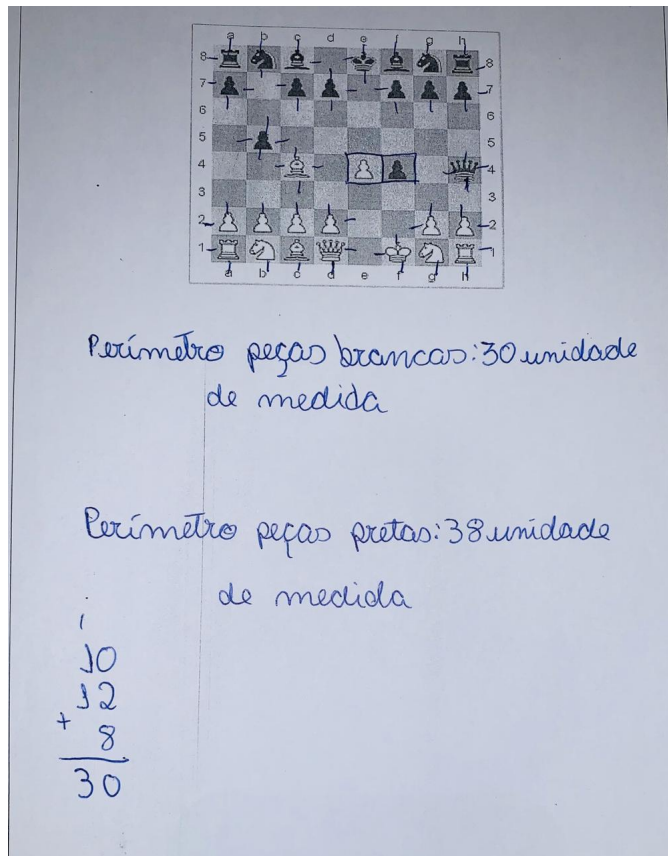 a b c d e f g h
8 8
7 7
6 6
5 5
4 4
3 3
2 2
1 1
a b c d e f g h
Perímetro peças brancas: 30 unidade
de medida
Perímetro peças pretas: 38 unidade
de medida
1
10
12
+ 8
30